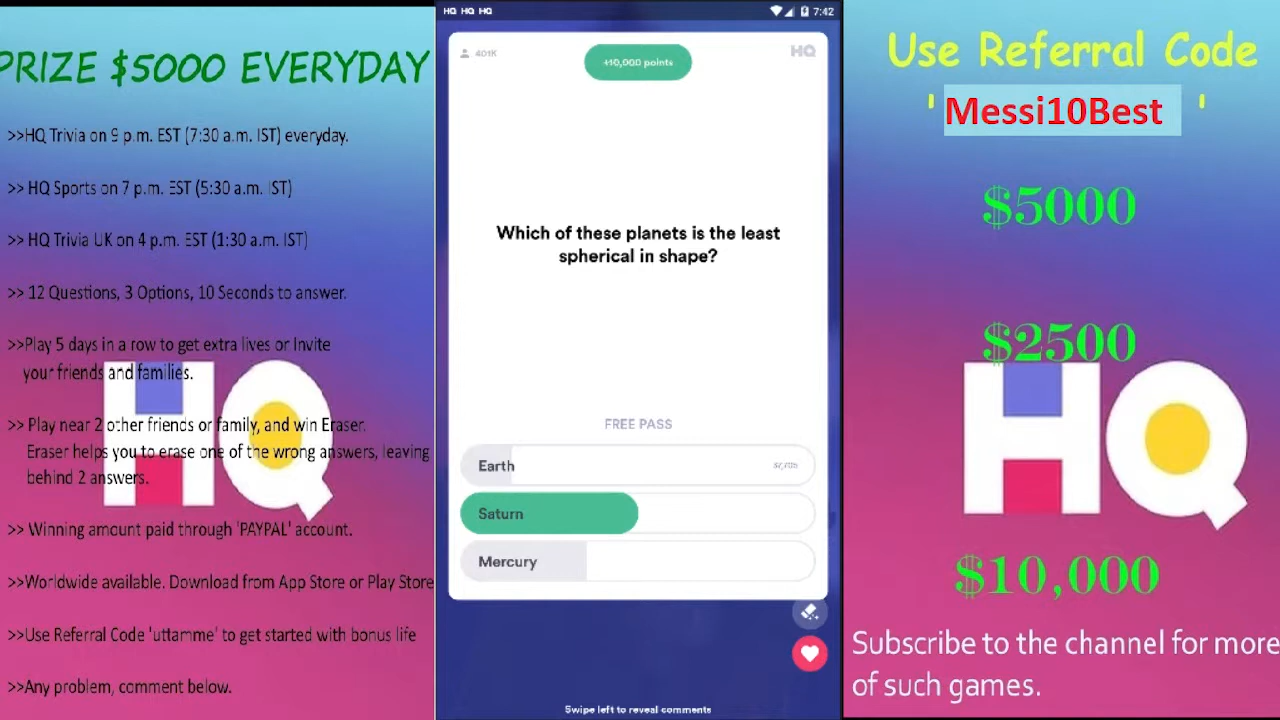 PRIZE $5000 EVERYDAY
>>HQ Trivia on 9 p.m. EST (7:30 a.m. IST) everyday.
>> HQ Sports on 7 p.m. EST (5:30 a.m. IST)
>> HQ Trivia UK on 4 p.m. EST (1:30 a.m. IST)
>> 12 Questions, 3 Options, 10 Seconds to answer.
>>Play 5 days in a row to get extra lives or Invite
your friends and families.
>> Play near 2 other friends or family, and win Eraser.
Eraser helps you to erase one of the wrong answers, leaving
behind 2 answers.
>> Winning amount paid through 'PAYPAL' account.
>>Worldwide available. Download from App Store or Play Store
>>Use Referral Code 'uttamme' to get started with bonus life
>>Any problem, comment below.
HQ
HQ HQ HQ
7:42
401K
+10,000 points
HQ
Which of these planets is the least
spherical in shape?
FREE PASS
Earth
37,705
Saturn
Mercury
Swipe left to reveal comments
Use Referral Code
' Messi10Best '
$5000
$2500
HQ
$10,000
Subscribe to the channel for more
of such games.